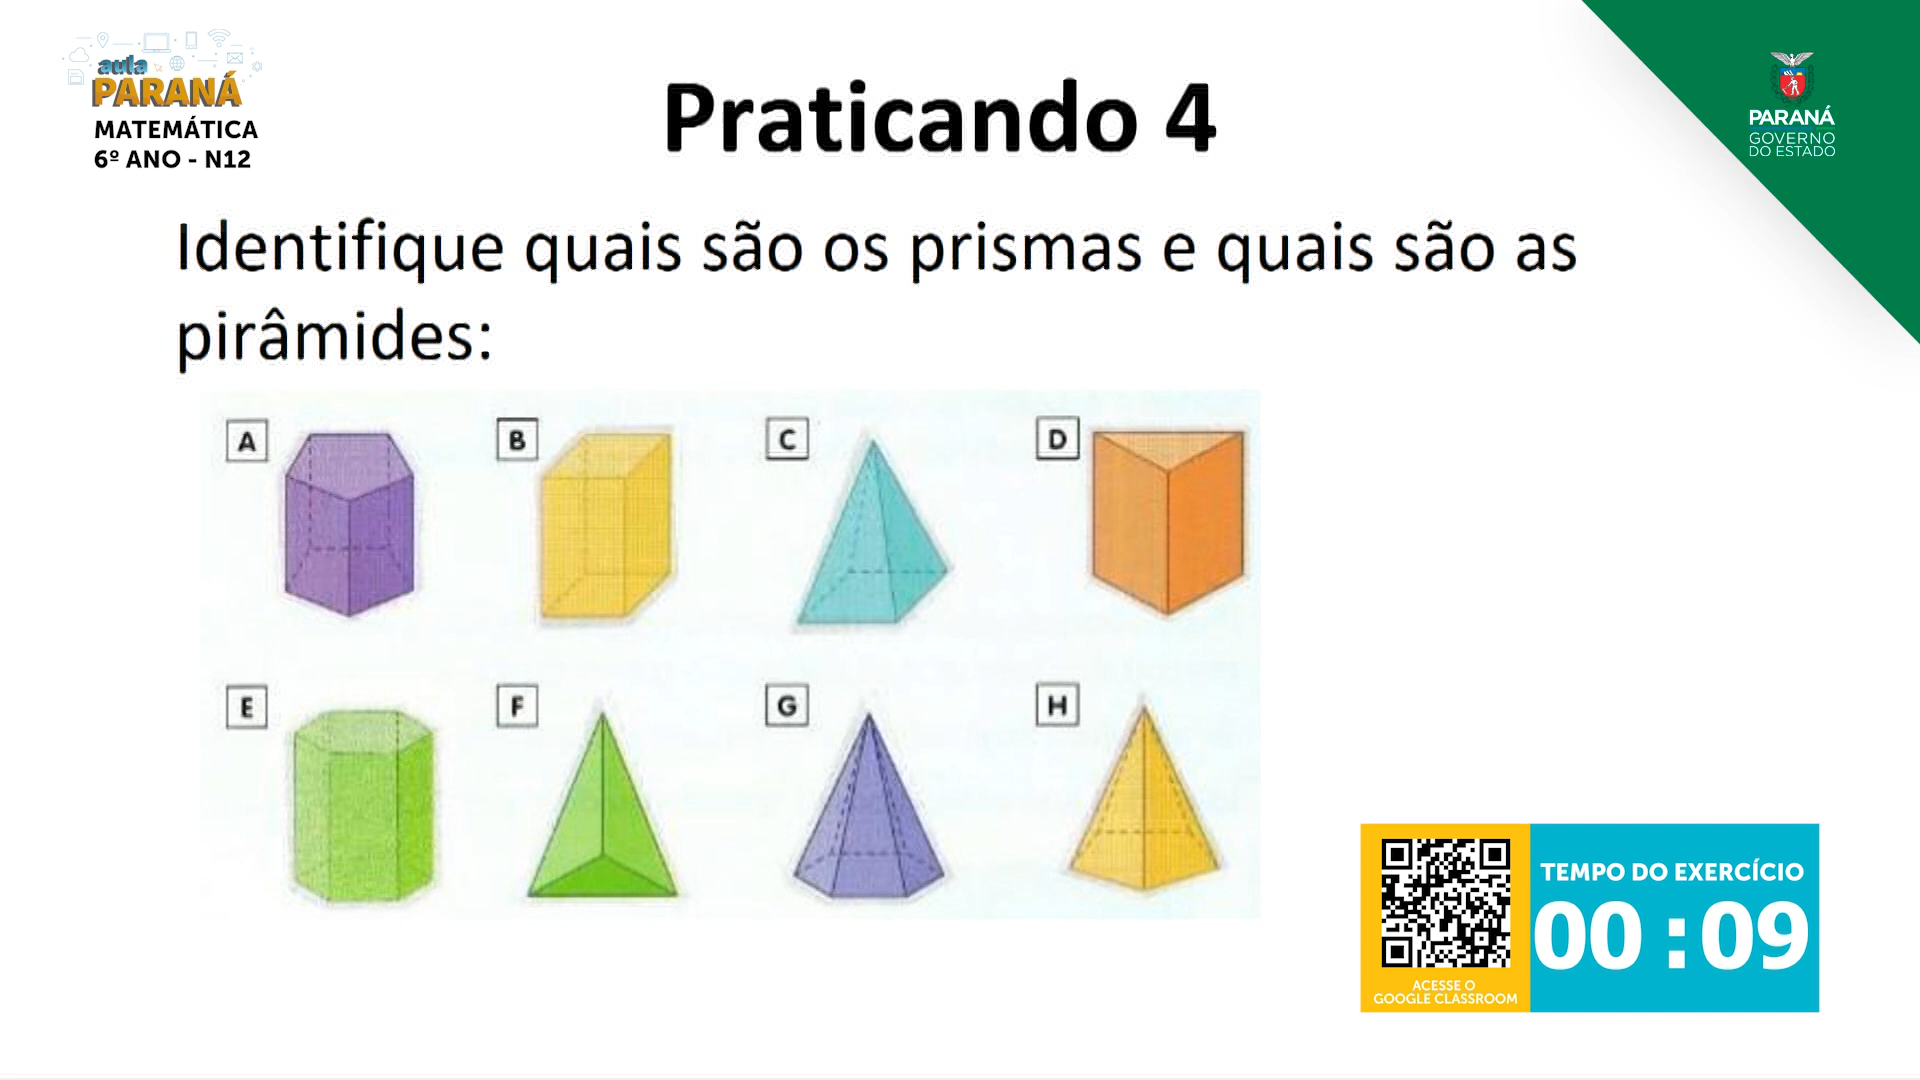 aula
PARANÁ
MATEMÁTICA
6º ANO - N12
Praticando 4
PARANÁ
GOVERNO
DO ESTADO
Identifique quais são os prismas e quais são as
pirâmides:
A B C D
E F G H
TEMPO DO EXERCÍCIO
00 : 09
ACESSE O
GOOGLE CLASSROOM